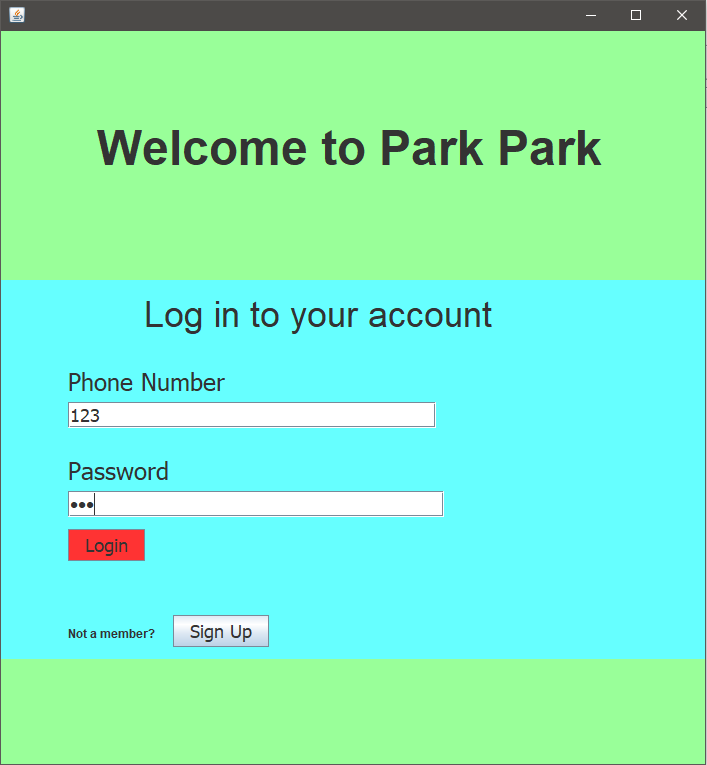 Welcome to Park Park
Log in to your account
Phone Number
123
Password
•••
Login
Not a member?
Sign Up